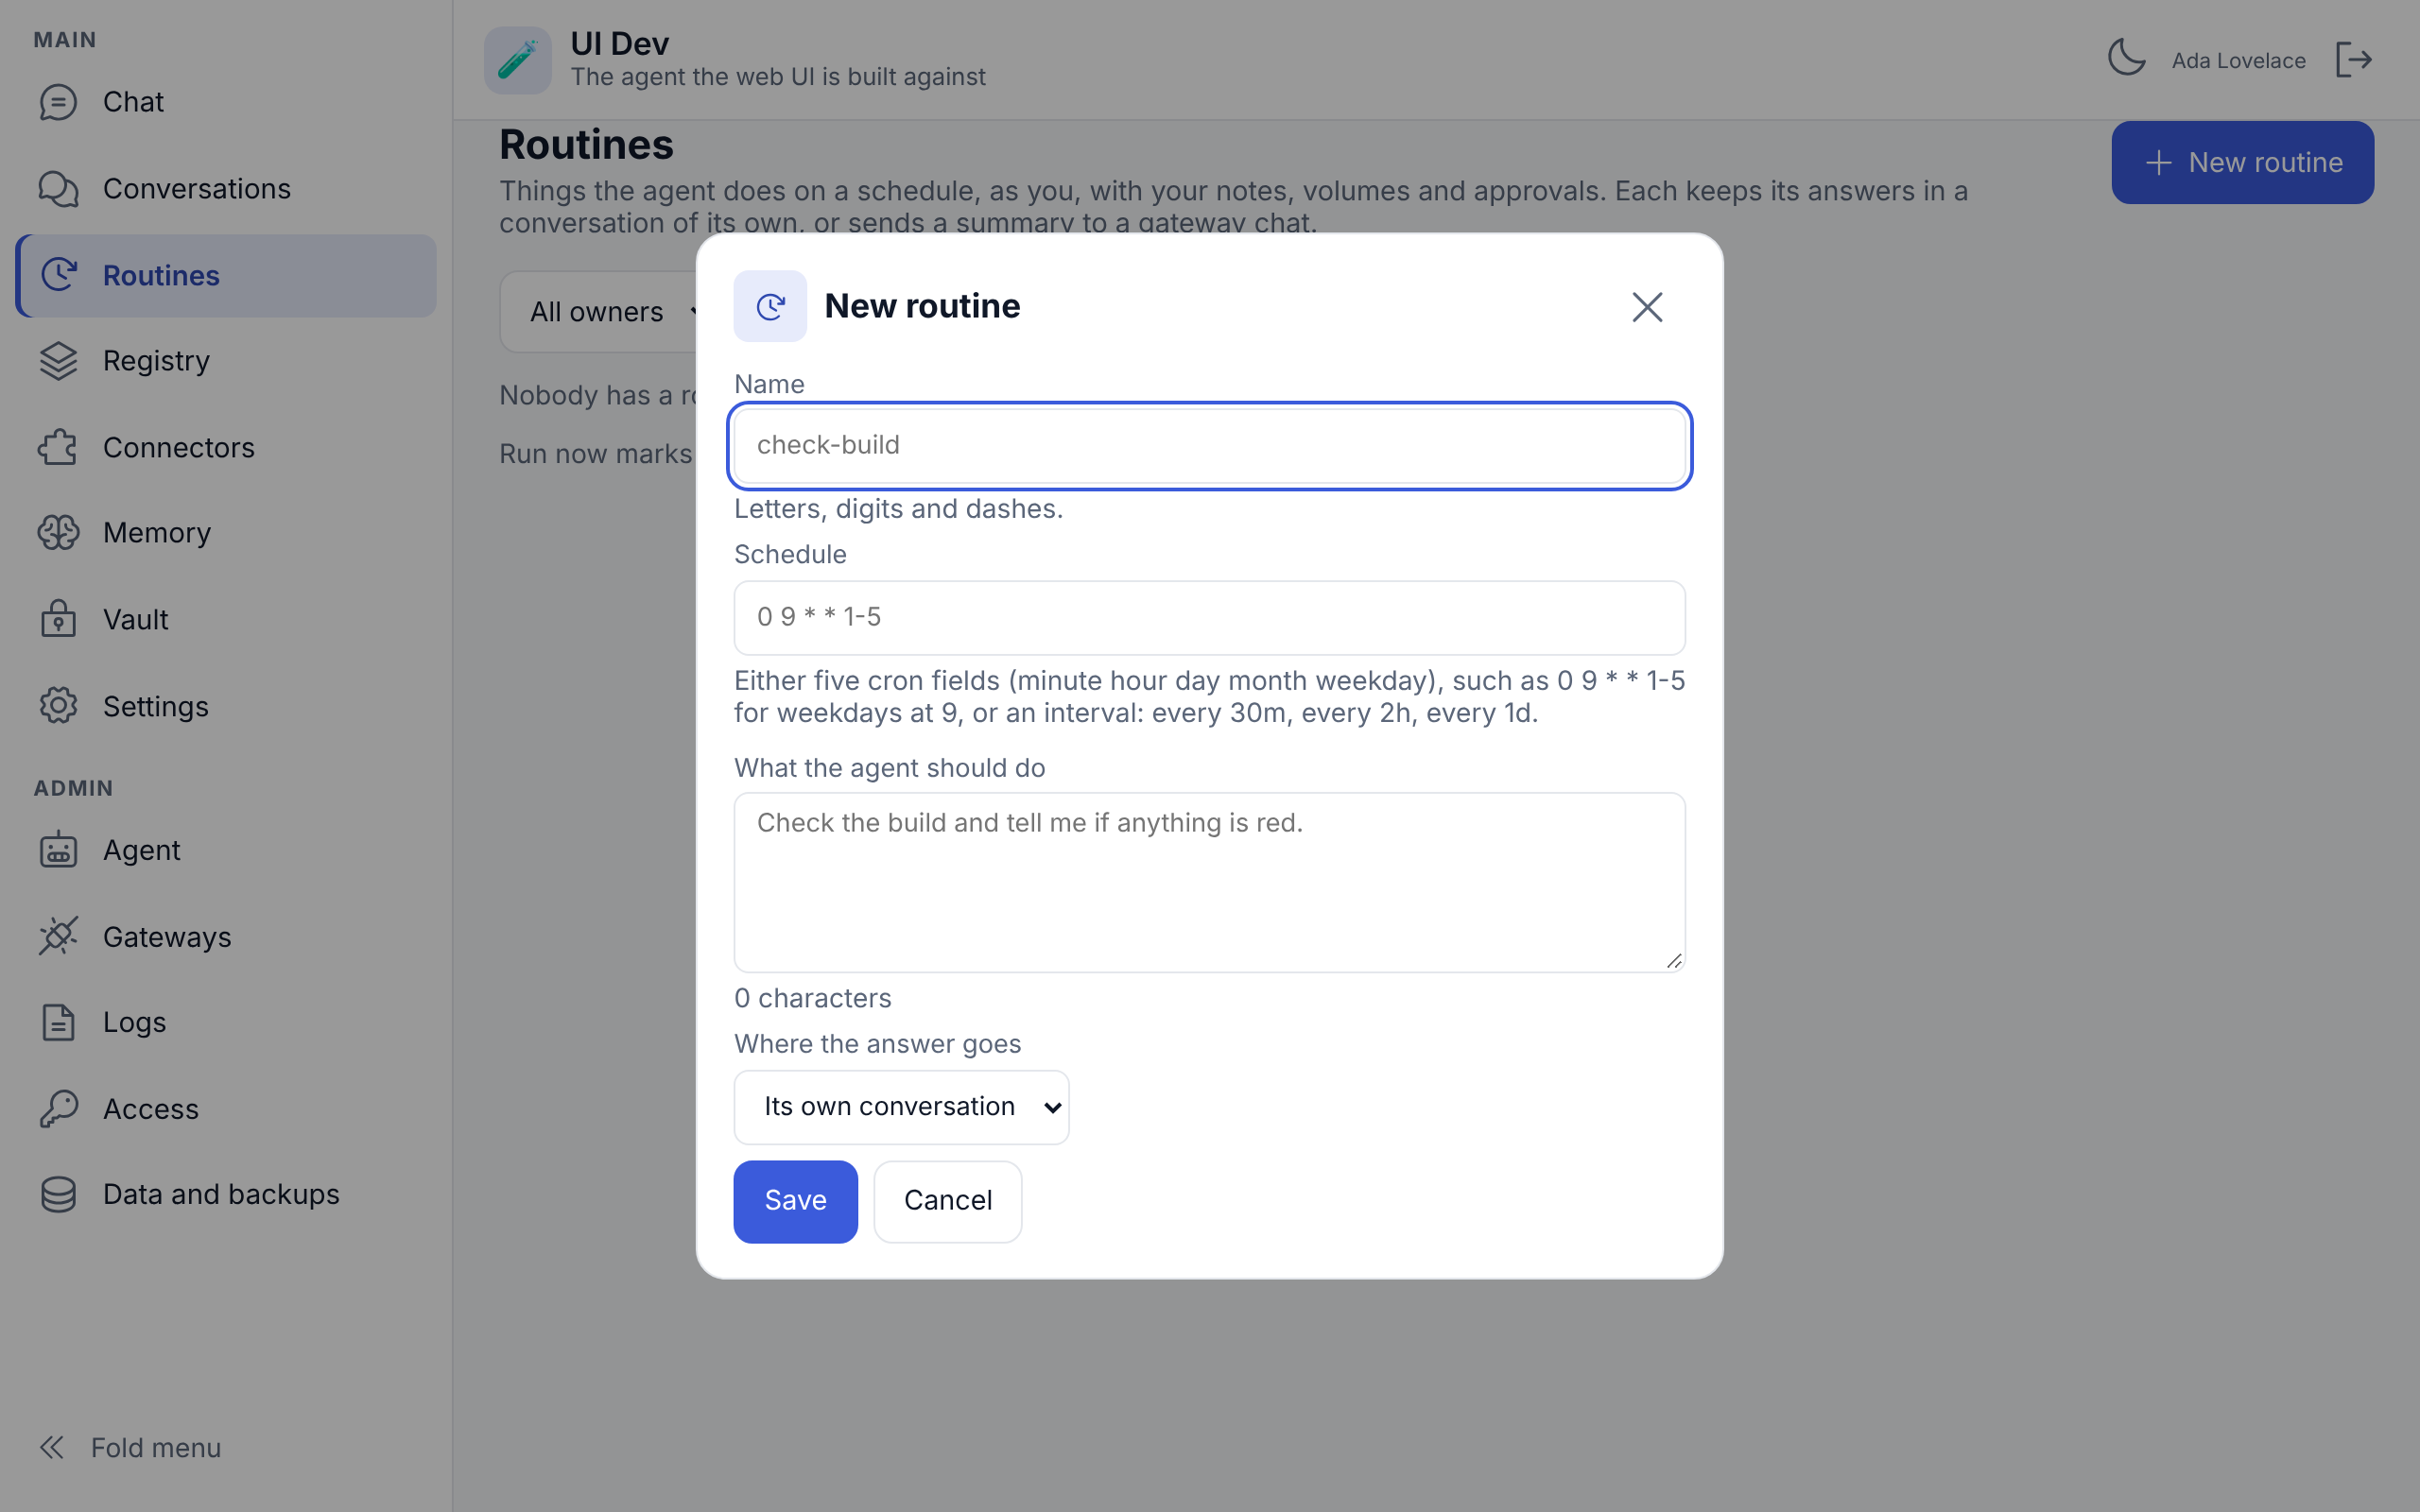 MAIN
Chat
Conversations
Routines
Registry
Connectors
Memory
Vault
Settings
ADMIN
Agent
Gateways
Logs
Access
Data and backups
Fold menu
UI Dev
The agent the web UI is built against
Ada Lovelace
Routines
Things the agent does on a schedule, as you, with your notes, volumes and approvals. Each keeps its answers in a
conversation of its own, or sends a summary to a gateway chat.
New routine
All owners
Nobody has a
Run now marks
New routine
Name
check-build
Letters, digits and dashes.
Schedule
0 9 * * 1-5
Either five cron fields (minute hour day month weekday), such as 0 9 * * 1-5
for weekdays at 9, or an interval: every 30m, every 2h, every 1d.
What the agent should do
Check the build and tell me if anything is red.
0 characters
Where the answer goes
Its own conversation
Save
Cancel